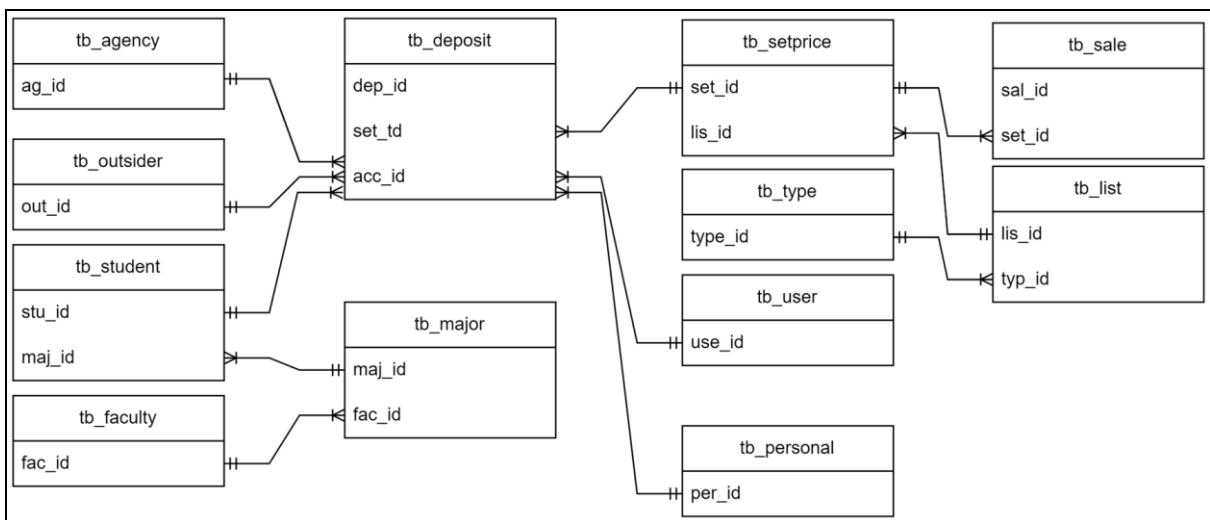 tb_agency
ag_id
tb_outsider
out_id
tb_student
stu_id
maj_id
tb_faculty
fac_id
tb_deposit
dep_id
set_td
acc_id
tb_major
maj_id
fac_id
tb_setprice
set_id
lis_id
tb_type
type_id
tb_user
use_id
tb_personal
per_id
tb_sale
sal_id
set_id
tb_list
lis_id
typ_id